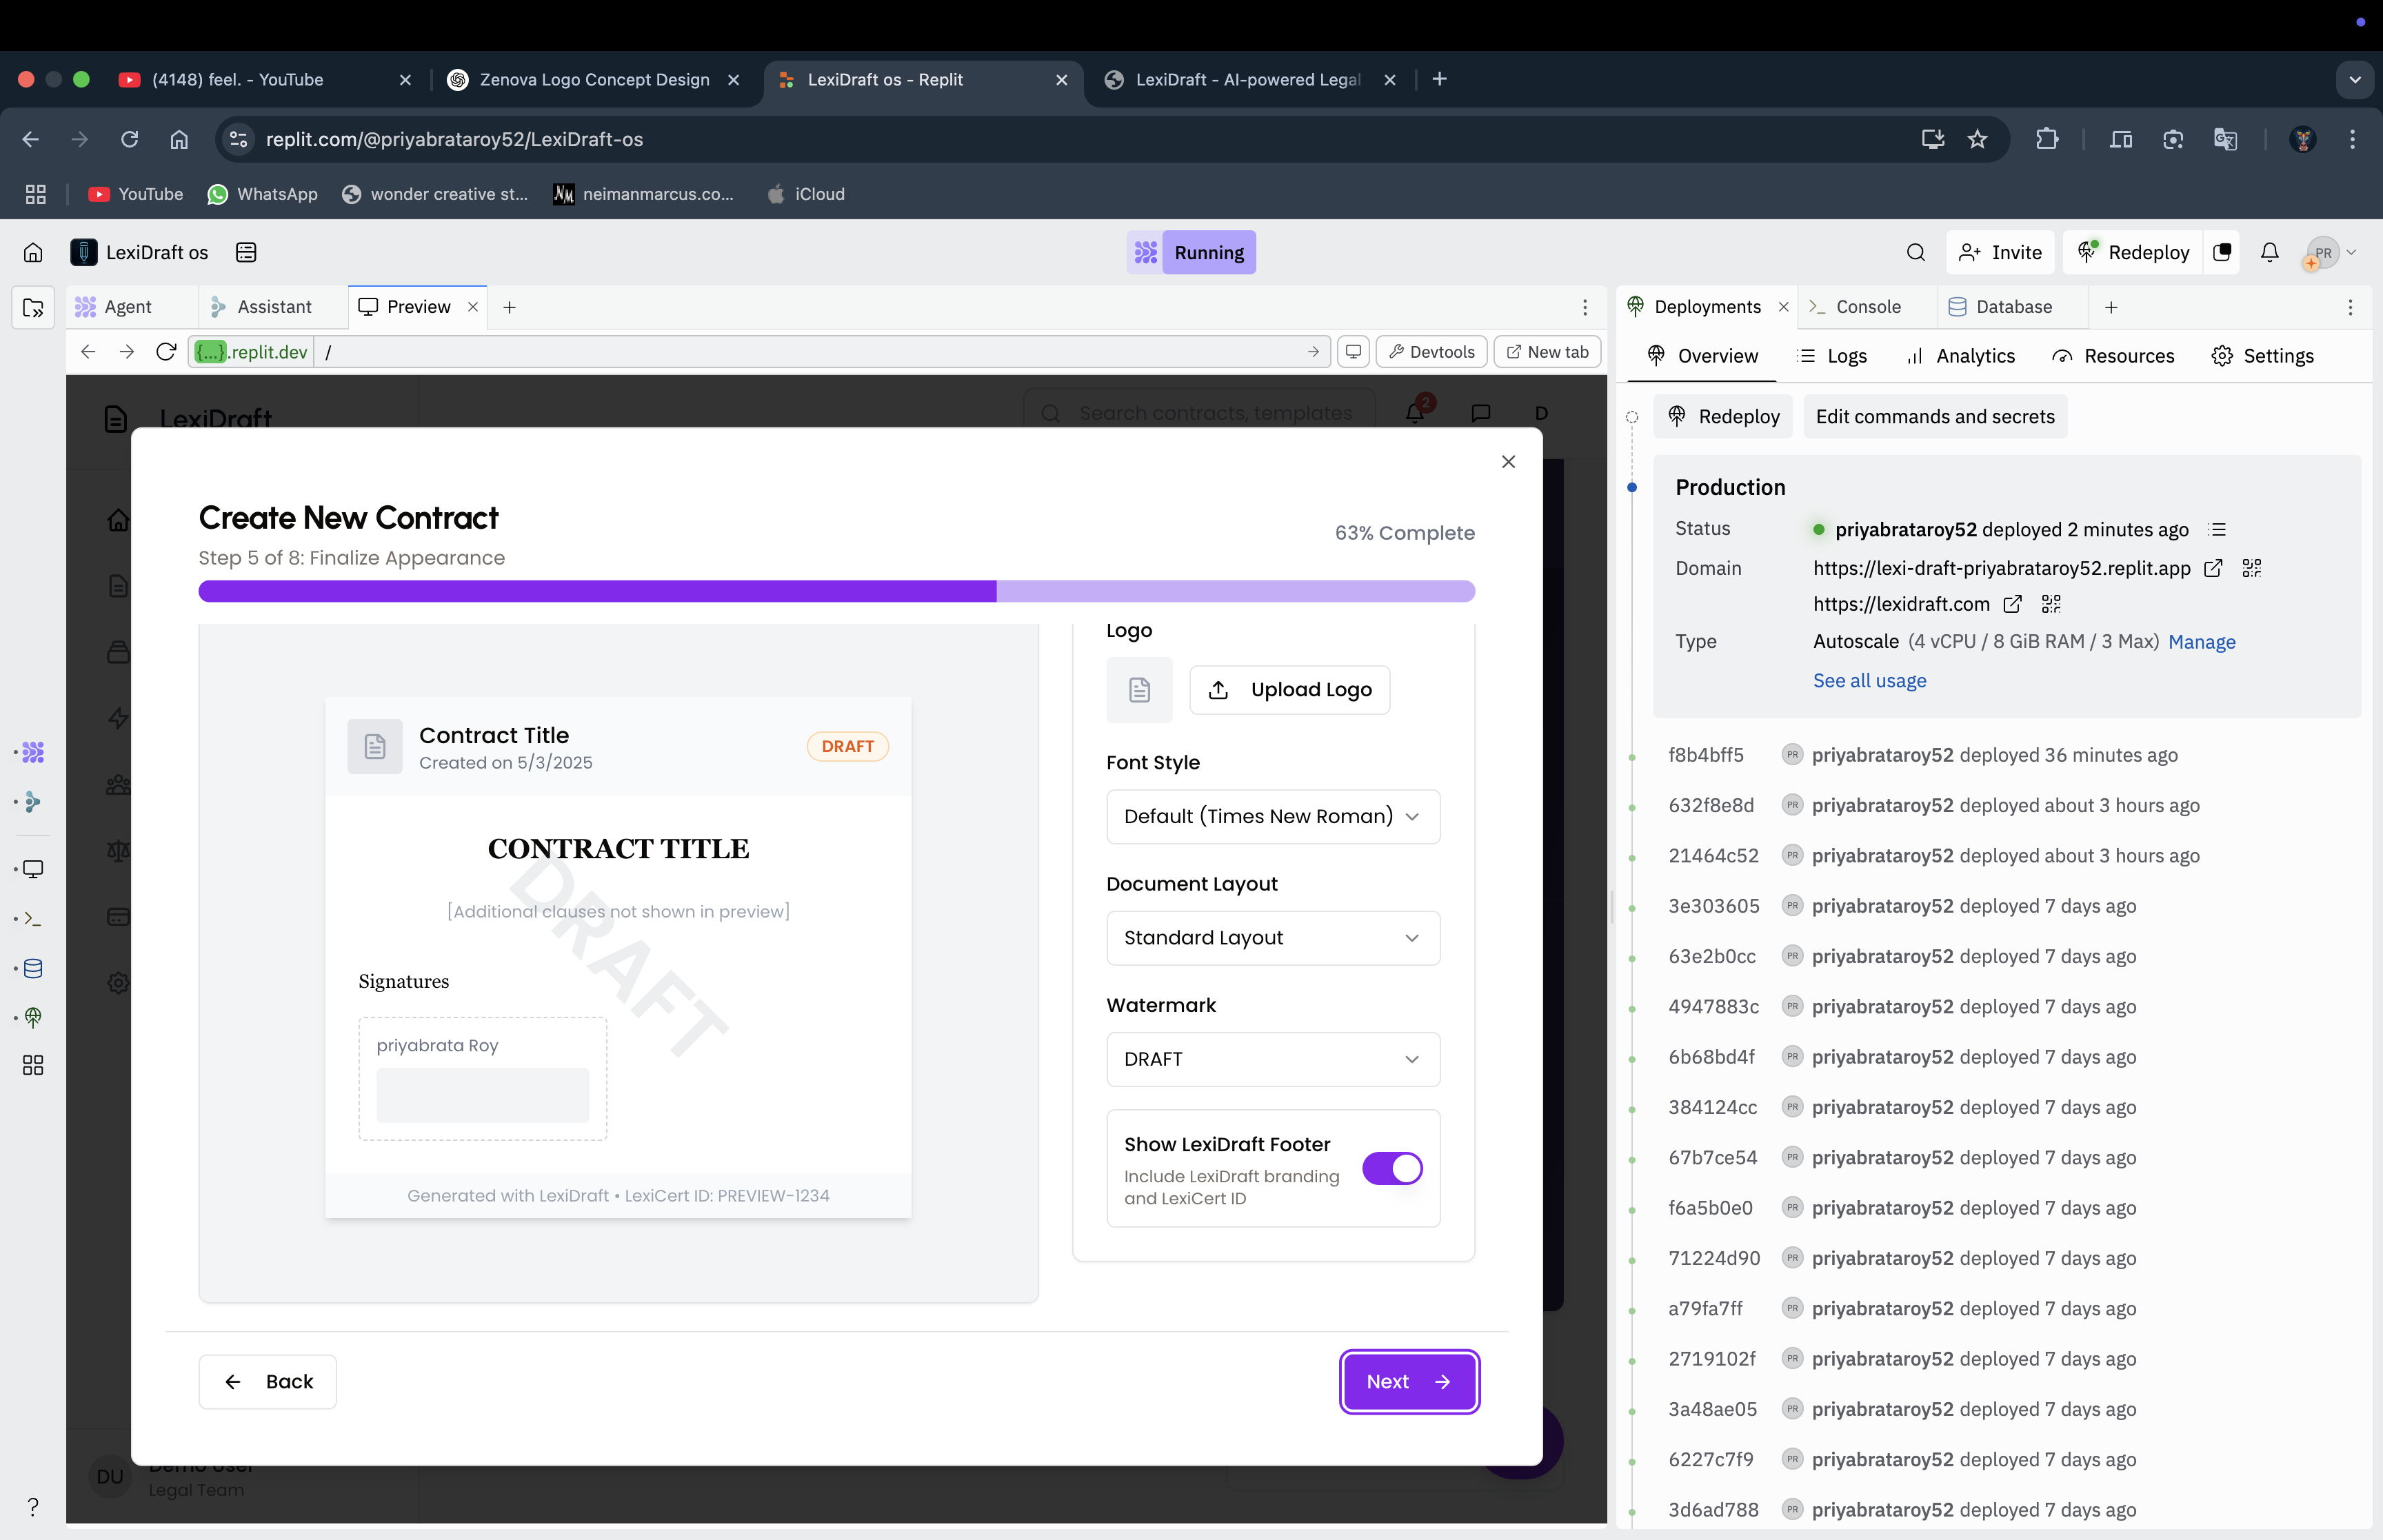 (4148) feel. - YouTube
Zenova Logo Concept Design
LexiDraft os - Replit
LexiDraft - AI-powered Legal
replit.com/@priyabrataroy52/LexiDraft-os
YouTube
WhatsApp
wonder creative st...
neimanmarcus.co...
iCloud
LexiDraft os
Running
Invite
Redeploy
PR
Agent
Assistant
Preview
{...}.replit.dev
/
Devtools
New tab
LexiDraft
Search contracts, templates
2
D
Create New Contract
63% Complete
Step 5 of 8: Finalize Appearance
Contract Title
Created on 5/3/2025
DRAFT
CONTRACT TITLE
[Additional clauses not shown in preview]
DRAFT
Signatures
priyabrata Roy
Generated with LexiDraft • LexiCert ID: PREVIEW-1234
Logo
Upload Logo
Font Style
Default (Times New Roman)
Document Layout
Standard Layout
Watermark
DRAFT
Show LexiDraft Footer
Include LexiDraft branding
and LexiCert ID
Back
Next
DU
Demo User
Legal Team
?
Deployments
Console
Database
Overview
Logs
Analytics
Resources
Settings
Redeploy
Edit commands and secrets
Production
Status
priyabrataroy52 deployed 2 minutes ago
Domain
https://lexi-draft-priyabrataroy52.replit.app
https://lexidraft.com
Type
Autoscale (4 vCPU / 8 GiB RAM / 3 Max) Manage
See all usage
f8b4bff5 PR priyabrataroy52 deployed 36 minutes ago
632f8e8d PR priyabrataroy52 deployed about 3 hours ago
21464c52 PR priyabrataroy52 deployed about 3 hours ago
3e303605 PR priyabrataroy52 deployed 7 days ago
63e2b0cc PR priyabrataroy52 deployed 7 days ago
4947883c PR priyabrataroy52 deployed 7 days ago
6b68bd4f PR priyabrataroy52 deployed 7 days ago
384124cc PR priyabrataroy52 deployed 7 days ago
67b7ce54 PR priyabrataroy52 deployed 7 days ago
f6a5b0e0 PR priyabrataroy52 deployed 7 days ago
71224d90 PR priyabrataroy52 deployed 7 days ago
a79fa7ff PR priyabrataroy52 deployed 7 days ago
2719102f PR priyabrataroy52 deployed 7 days ago
3a48ae05 PR priyabrataroy52 deployed 7 days ago
6227c7f9 PR priyabrataroy52 deployed 7 days ago
3d6ad788 PR priyabrataroy52 deployed 7 days ago